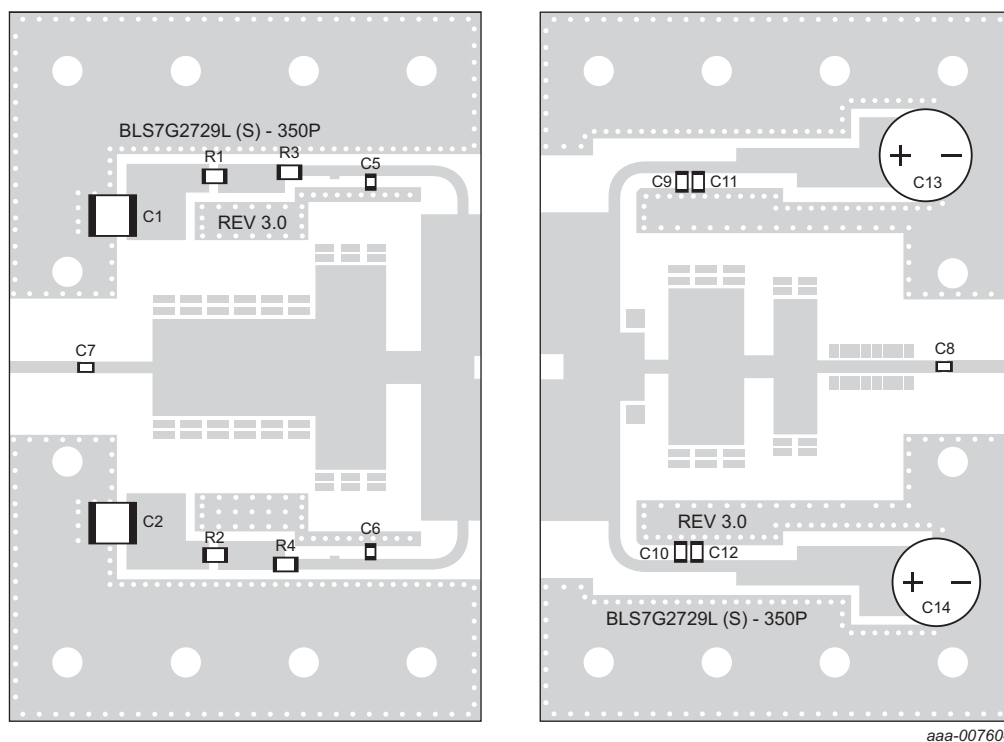 BLS7G2729L (S) - 350P
R1
R3
C5
C1
REV 3.0
C7
C2
R2
R4
C6
C9
C11
+ −
C13
C8
REV 3.0
C10
C12
+ −
C14
BLS7G2729L (S) - 350P
aaa-00760